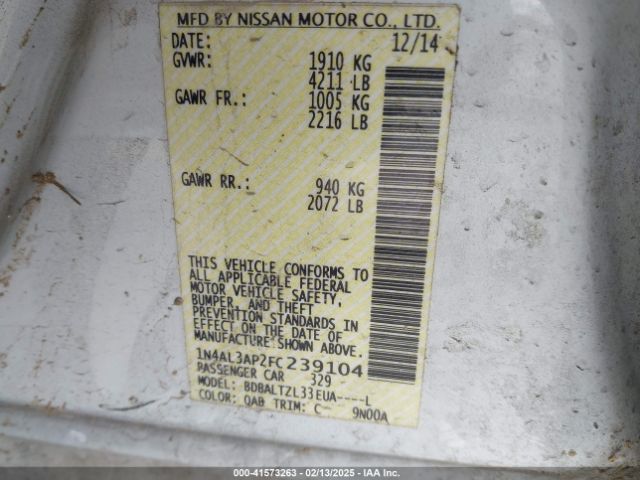 MFD BY NISSAN MOTOR CO., LTD.
DATE: 12/14
GVWR: 1910 KG
4211 LB
GAWR FR.: 1005 KG
2216 LB
GAWR RR.: 940 KG
2072 LB
THIS VEHICLE CONFORMS TO
ALL APPLICABLE FEDERAL
MOTOR VEHICLE SAFETY,
BUMPER, AND THEFT
PREVENTION STANDARDS IN
EFFECT ON THE DATE OF
MANUFACTURE SHOWN ABOVE.
1N4AL3AP2FC239104
PASSENGER CAR 329
MODEL: BDBALTZL33EUA----L
COLOR: QAB TRIM: C- 9N00A
000-41573263 - 02/13/2025 - IAA Inc.